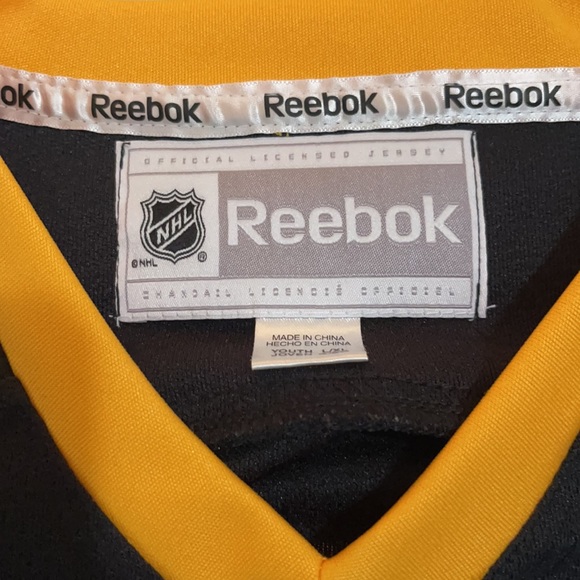 ok Reebok Reebok Reebok
OFFICIAL LICENSED JERSEY
NHL
Reebok
©NHL ®
CHANDAIL LICENCIÉ OFFICIEL
MADE IN CHINA
HECHO EN CHINA
YOUTH L/XL